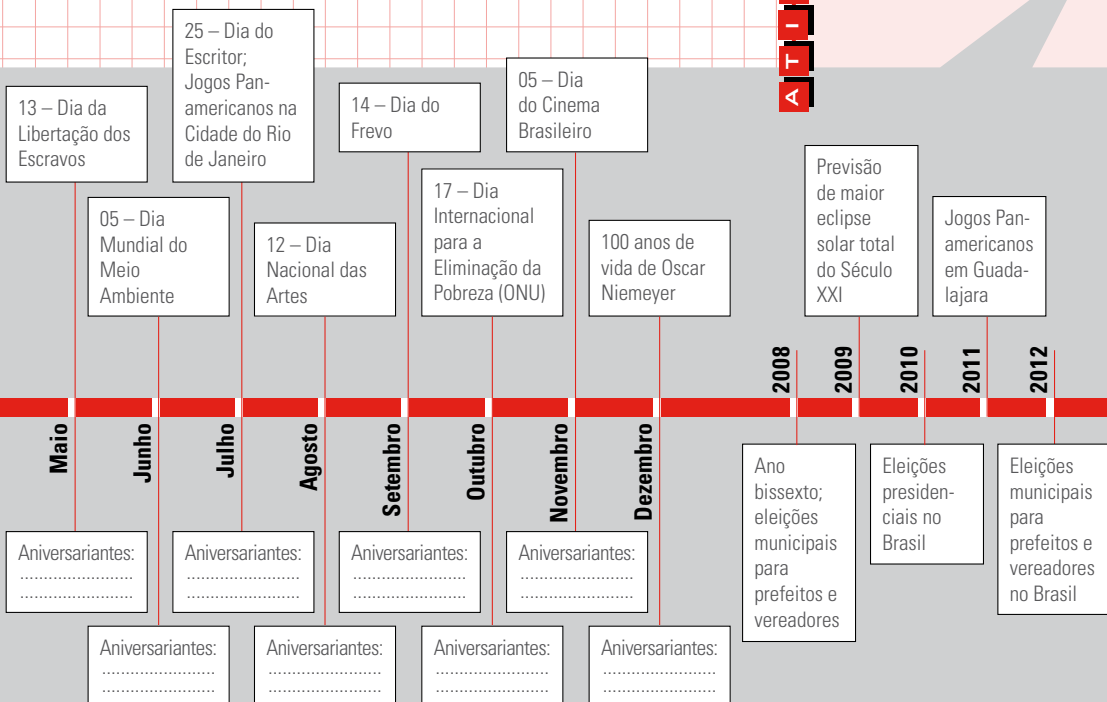 A T I
25 – Dia do
Escritor;
Jogos Pan-
americanos na
Cidade do Rio
de Janeiro
13 – Dia da
Libertação dos
Escravos
14 – Dia do
Frevo
05 – Dia
do Cinema
Brasileiro
05 – Dia
Mundial do
Meio
Ambiente
12 – Dia
Nacional das
Artes
17 – Dia
Internacional
para a
Eliminação da
Pobreza (ONU)
100 anos de
vida de Oscar
Niemeyer
Previsão
de maior
eclipse
solar total
do Século
XXI
Jogos Pan-
americanos
em Guada-
lajara
2008
2009
2010
2011
2012
Maio
Junho
Julho
Agosto
Setembro
Outubro
Novembro
Dezembro
Ano
bissexto;
eleições
municipais
para
prefeitos e
vereadores
Eleições
presiden-
ciais no
Brasil
Eleições
municipais
para
prefeitos e
vereadores
no Brasil
Aniversariantes:
........................
........................
Aniversariantes:
........................
........................
Aniversariantes:
........................
........................
Aniversariantes:
........................
........................
Aniversariantes:
........................
........................
Aniversariantes:
........................
........................
Aniversariantes:
........................
........................
Aniversariantes:
........................
........................